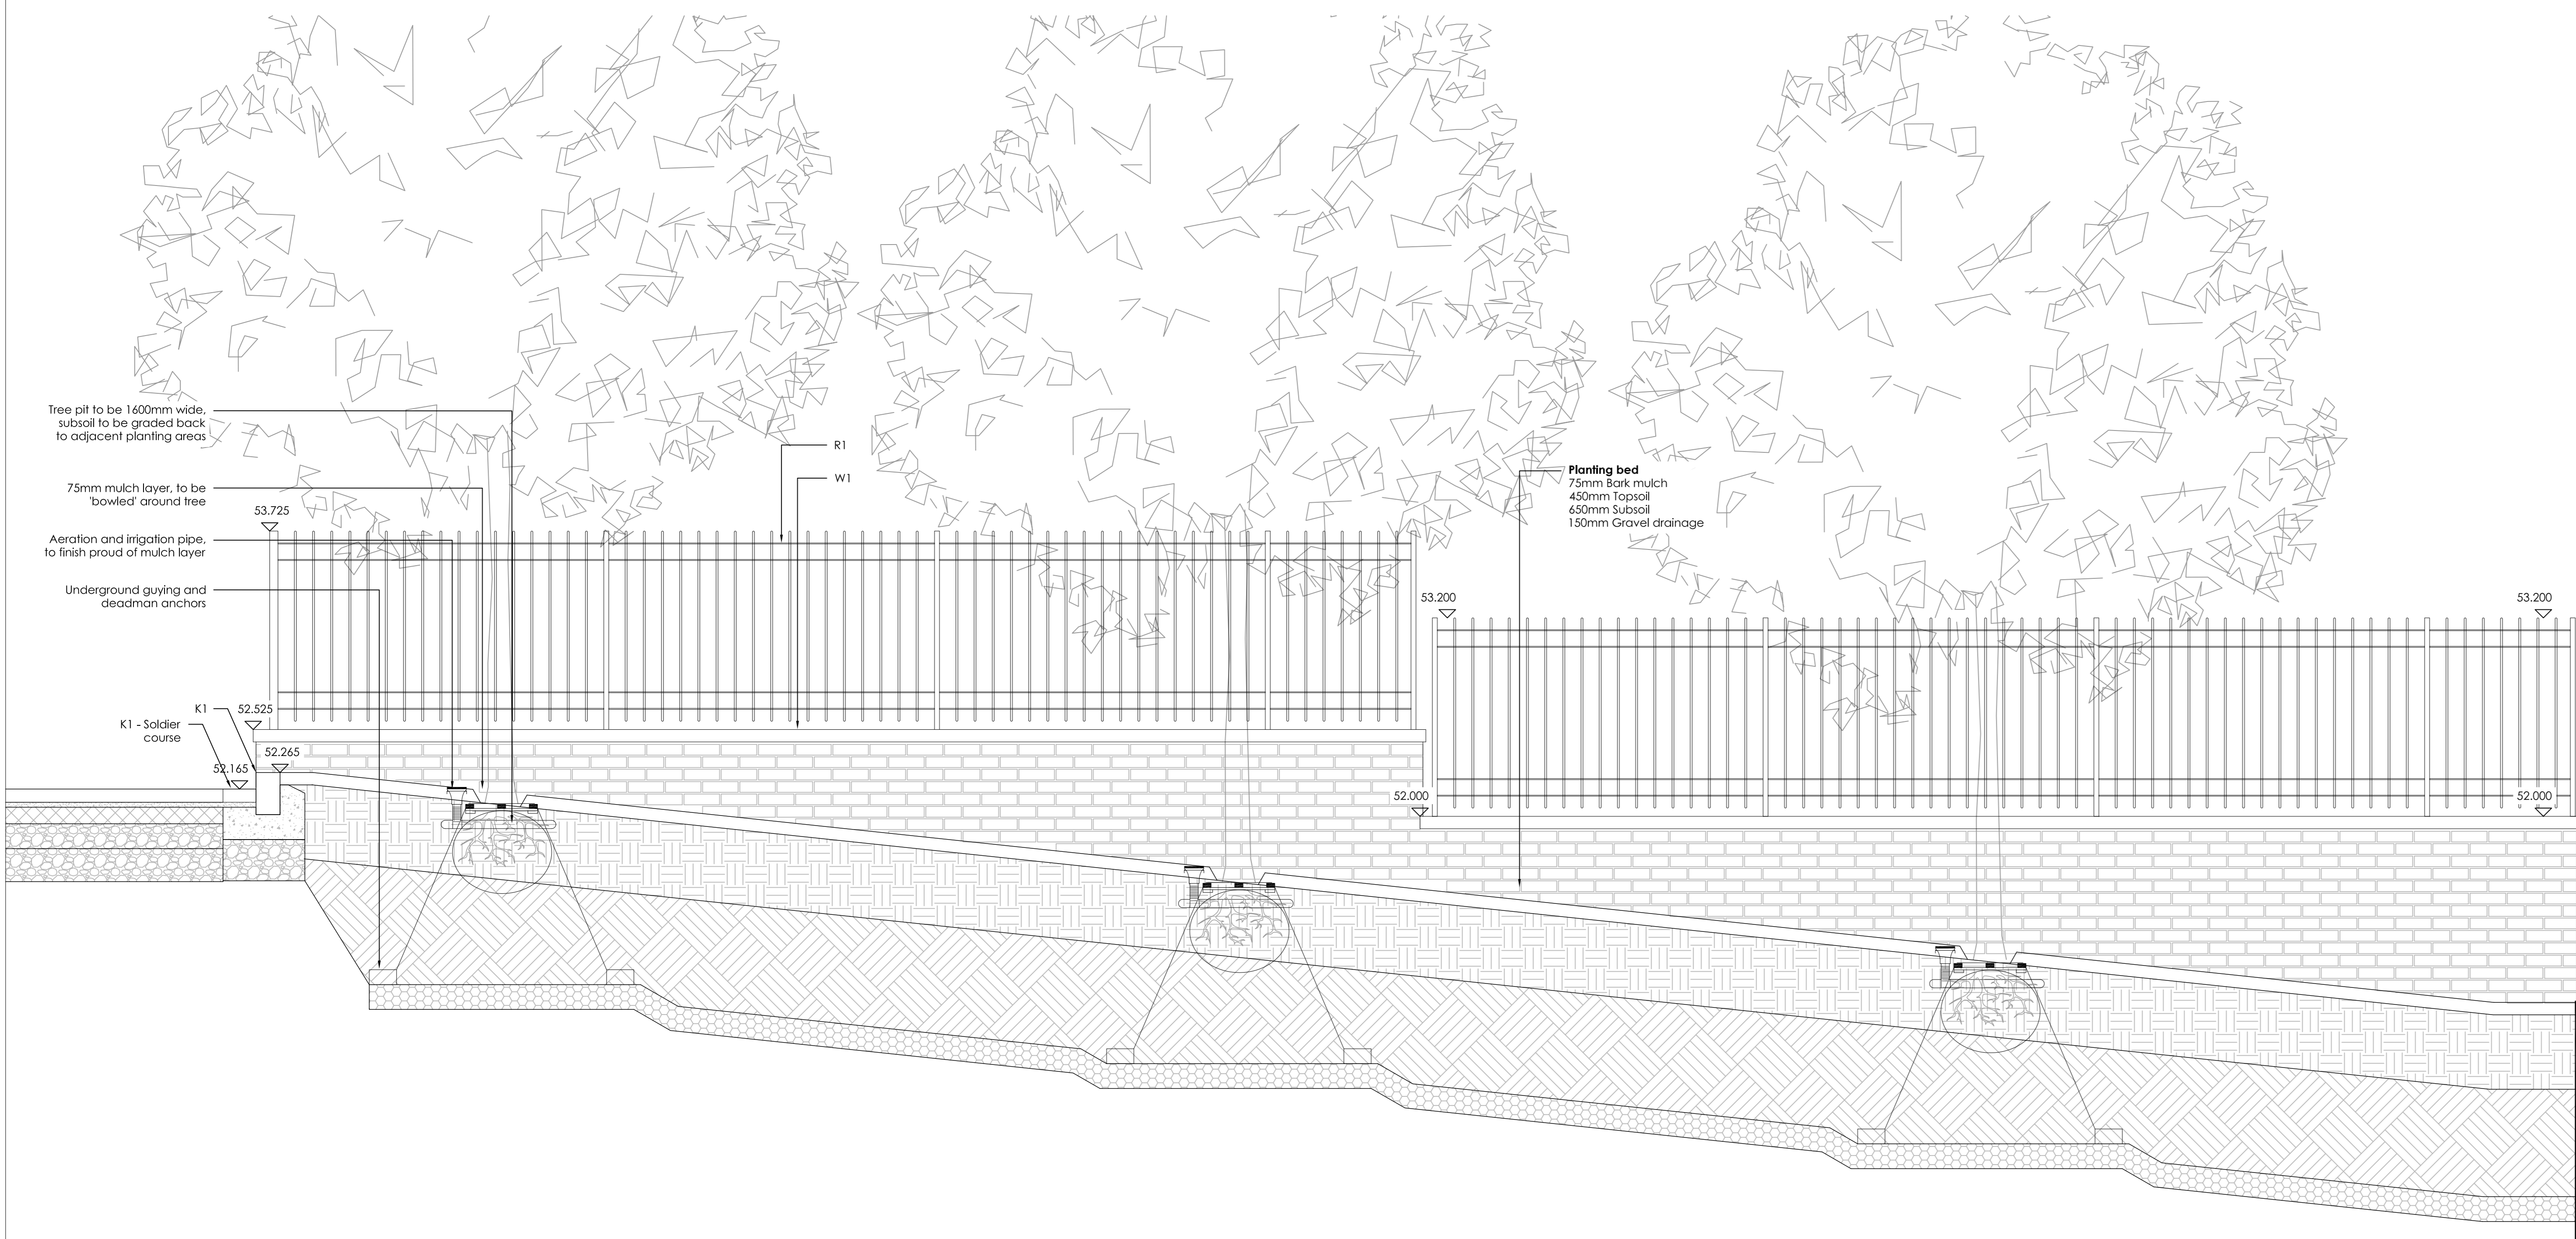 Tree pit to be 1600mm wide,
subsoil to be graded back
to adjacent planting areas
R1
Planting bed
75mm Bark mulch
450mm Topsoil
650mm Subsoil
150mm Gravel drainage
W1
75mm mulch layer, to be
'bowled' around tree
53.725
Aeration and irrigation pipe,
to finish proud of mulch layer
Underground guying and
deadman anchors
53.200
53.200
K1
52.525
K1 - Soldier
course
52.265
52.165
52.000
52.000